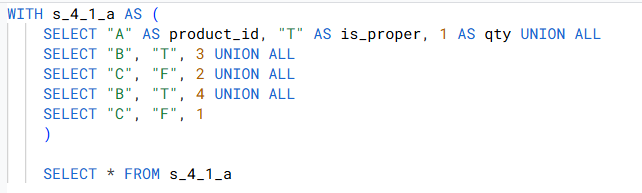 WITH s_4_1_a AS (
SELECT "A" AS product_id, "T" AS is_proper, 1 AS qty UNION ALL
SELECT "B", "T", 3 UNION ALL
SELECT "C", "F", 2 UNION ALL
SELECT "B", "T", 4 UNION ALL
SELECT "C", "F", 1
)
SELECT * FROM s_4_1_a